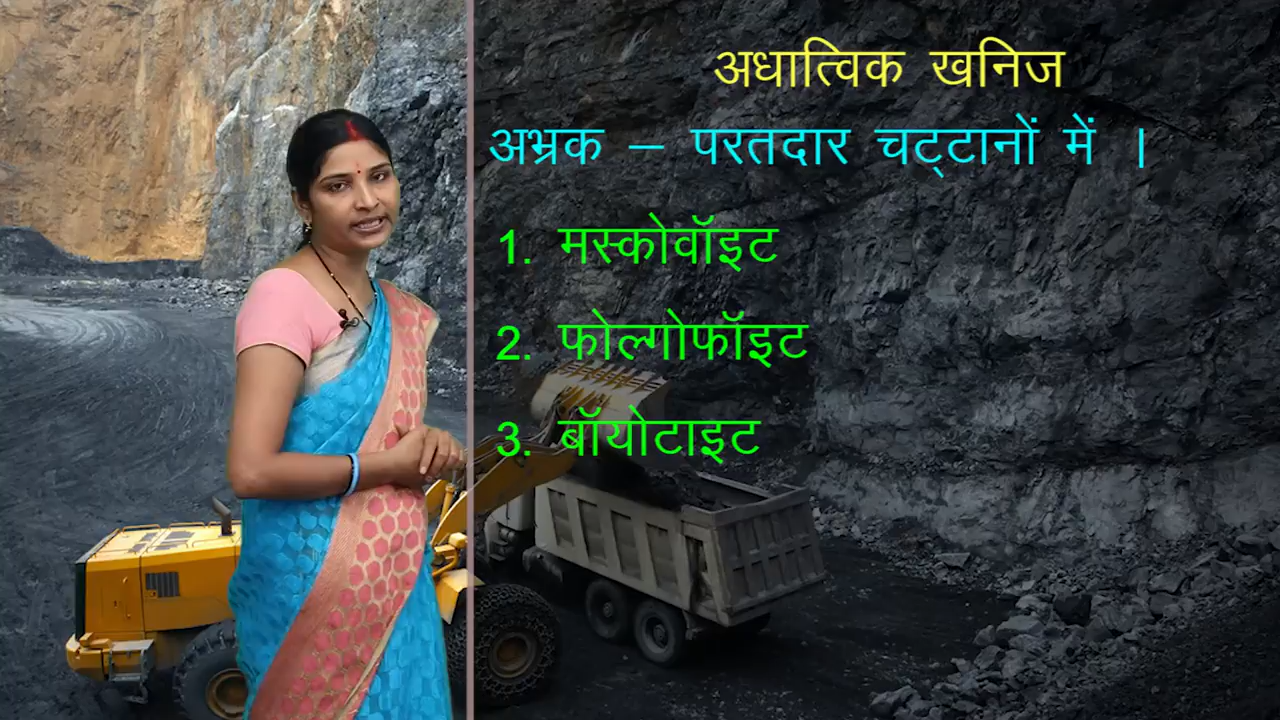 अधात्विक खनिज
अभ्रक – परतदार चट्‌टानों में ।
1. मस्कोवॉइट
2. फोल्गोफॉइट
3. बॉयोटाइट